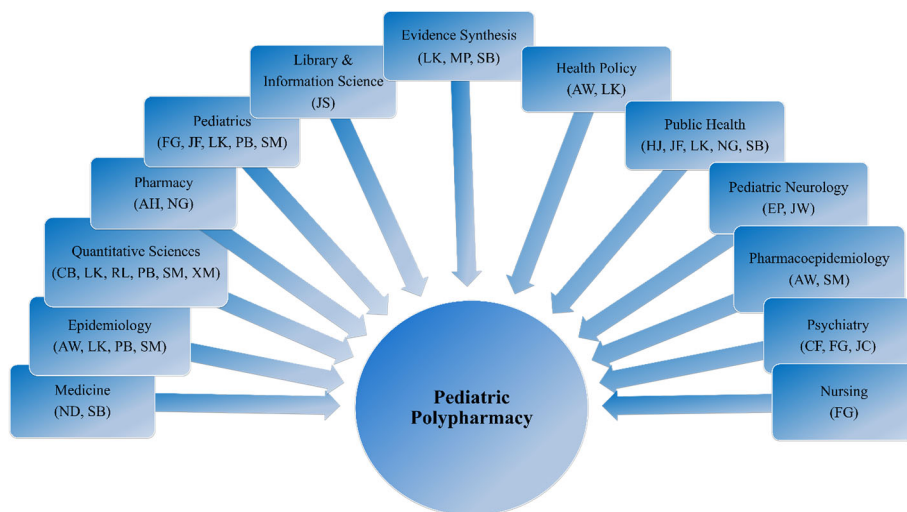 Evidence Synthesis
(LK, MP, SB)
Library &
Information Science
(JS)
Health Policy
(AW, LK)
Pediatrics
(FG, JF, LK, PB, SM)
Public Health
(HJ, JF, LK, NG, SB)
Pharmacy
(AH, NG)
Pediatric Neurology
(EP, JW)
Quantitative Sciences
(CB, LK, RL, PB, SM, XM)
Pharmacoepidemiology
(AW, SM)
Epidemiology
(AW, LK, PB, SM)
Psychiatry
(CF, FG, JC)
Medicine
(ND, SB)
Nursing
(FG)
Pediatric
Polypharmacy